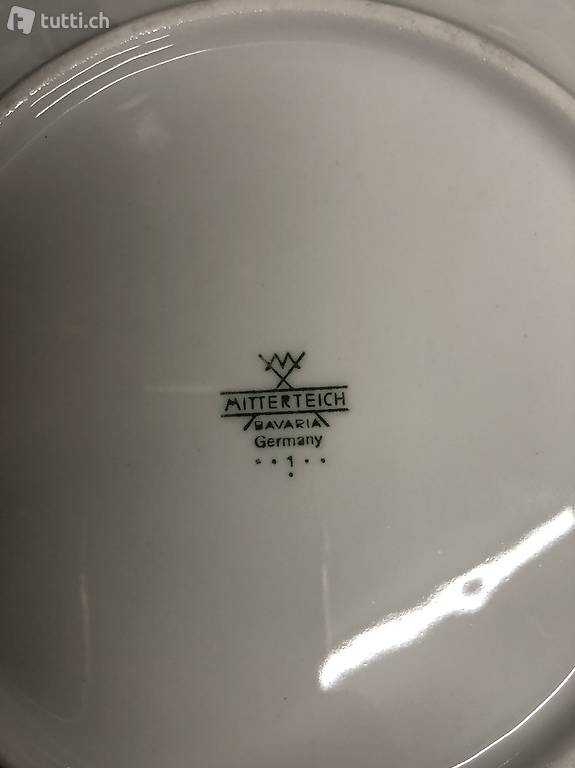 tutti.ch
MITTERTEICH
BAVARIA
Germany
• • 1 • •
•